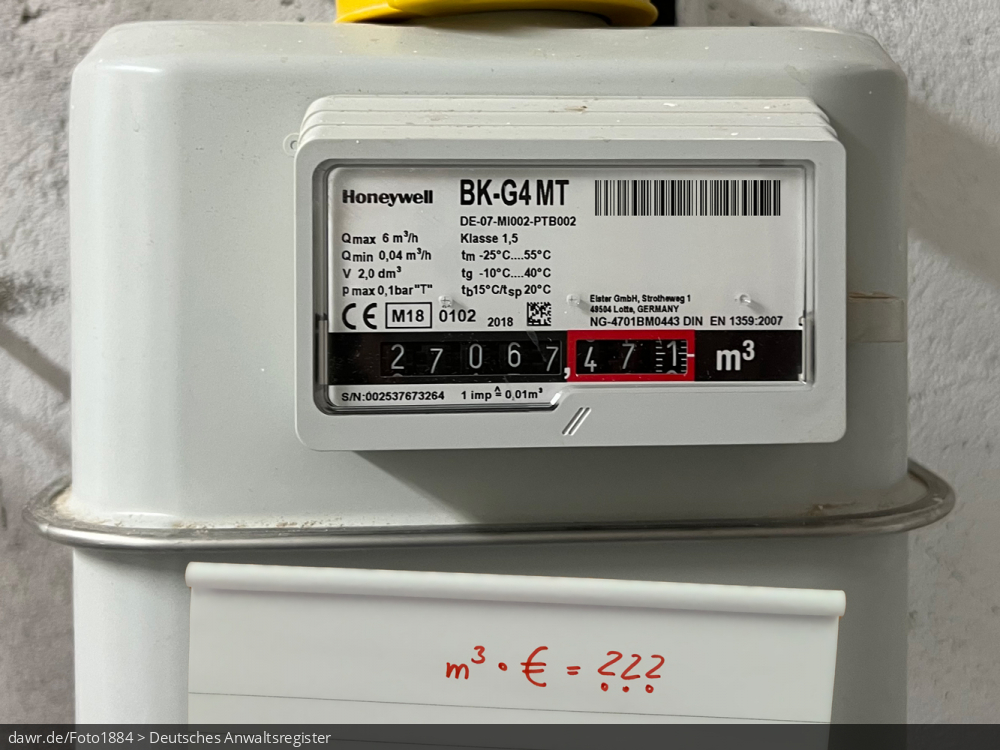 Honeywell
BK-G4 MT
DE-07-MI002-PTB002
Qmax 6 m³/h
Klasse 1,5
Qmin 0,04 m³/h
tm -25°C....55°C
V 2,0 dm³
tg -10°C....40°C
pmax 0,1bar "T"
tb15°C/tsp 20°C
Elster GmbH, Strotheweg 1
49504 Lotte, GERMANY
CE M18 0102 2018
NG-4701BM0443 DIN EN 1359:2007
27067,471 m³
S/N:002537673264
1 imp ≙ 0,01m³
m³ · € = ???
dawr.de/Foto1884 > Deutsches Anwaltsregister